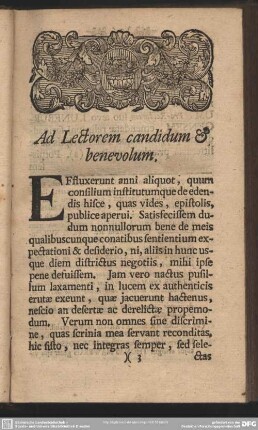 Ad Lectorem candidum &
benevolum.
EFfluxerunt anni aliquot, quum
consilium institutumque de eden-
dis hisce, quas vides, epistolis,
publice aperui. Satisfecissem du-
dum nonnullorum bene de meis
qualibuscunque conatibus sentientium ex-
pectationi & desiderio, ni, aliis in hunc us-
que diem districtus negotiis, mihi ipse
pene defuissem. Jam vero nactus pusil-
lum laxamenti, in lucem ex authenticis
erutæ exeunt, quæ jacuerunt hactenus,
nescio an desertæ ac derelictæ propemo-
dum. Verum non omnes sine discrimi-
ne, quas scrinia mea servant reconditas,
hic sisto, nec integras semper, sed sele-
)( 3 ctas